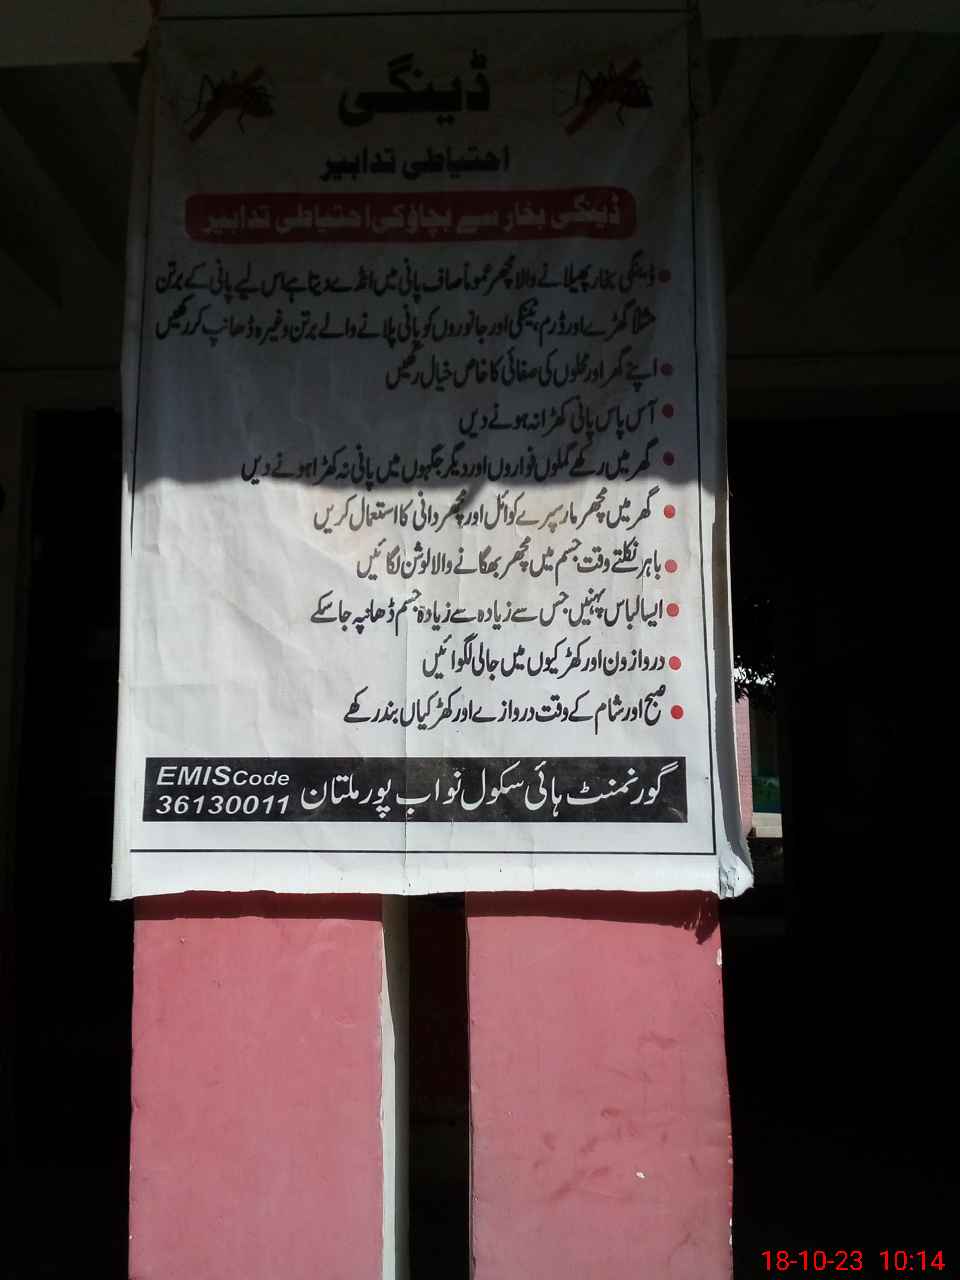 ڈینگی
احتیاطی تدابیر
ڈینگی بخار سے بچاؤ کی احتیاطی تدابیر
• ڈینگی بخار پھیلانے والا مچھر عموماً صاف پانی میں انڈے دیتا ہے اس لیے پانی کے برتن
مثلاً گھڑے اور ڈرم، ٹینکی اور جانوروں کو پانی پلانے والے برتن وغیرہ ڈھانپ کر رکھیں
• اپنے گھر اور محلوں کی صفائی کا خاص خیال رکھیں
• آس پاس پانی کھڑا نہ ہونے دیں
• گھر میں رکھے گملوں فواروں اور دیگر جگہوں میں پانی نہ کھڑا ہونے دیں
• گھر میں مچھر مار سپرے کوائل اور مچھر دانی کا استعمال کریں
• باہر نکلتے وقت جسم میں مچھر بھگانے والا لوشن لگائیں
• ایسا لباس پہنیں جس سے زیادہ سے زیادہ جسم ڈھانپہ جا سکے
• دروازون اور کھڑکیوں میں جالی لگوائیں
• صبح اور شام کے وقت دروازے اور کھڑکیاں بند رکھے
گورنمنٹ ہائی سکول نواب پور ملتان
EMIS Code
36130011
18-10-23 10:14